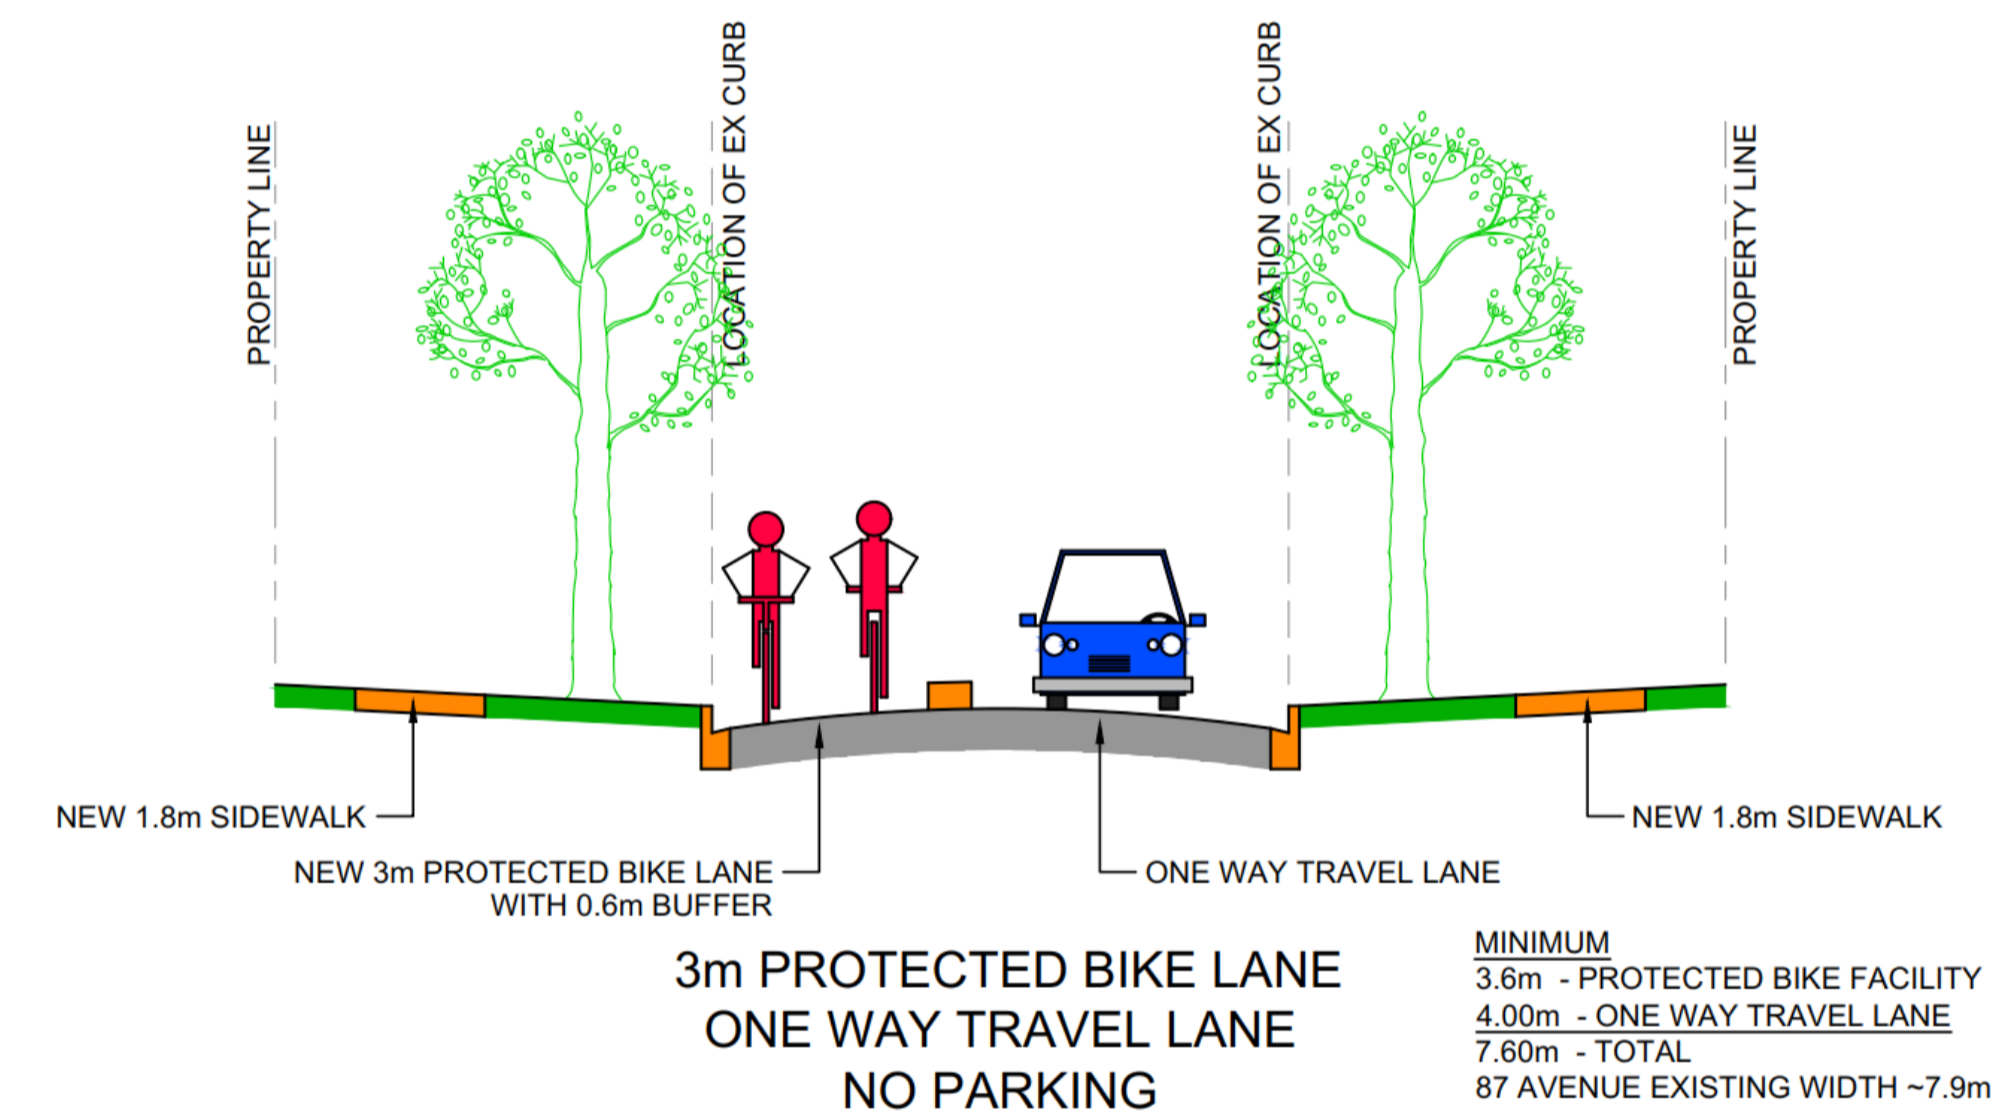 PROPERTY LINE
LOCATION OF EX CURB
LOCATION OF EX CURB
PROPERTY LINE
NEW 1.8m SIDEWALK
NEW 3m PROTECTED BIKE LANE
WITH 0.6m BUFFER
ONE WAY TRAVEL LANE
NEW 1.8m SIDEWALK
3m PROTECTED BIKE LANE
ONE WAY TRAVEL LANE
NO PARKING
MINIMUM
3.6m - PROTECTED BIKE FACILITY
4.00m - ONE WAY TRAVEL LANE
7.60m - TOTAL
87 AVENUE EXISTING WIDTH ~7.9m